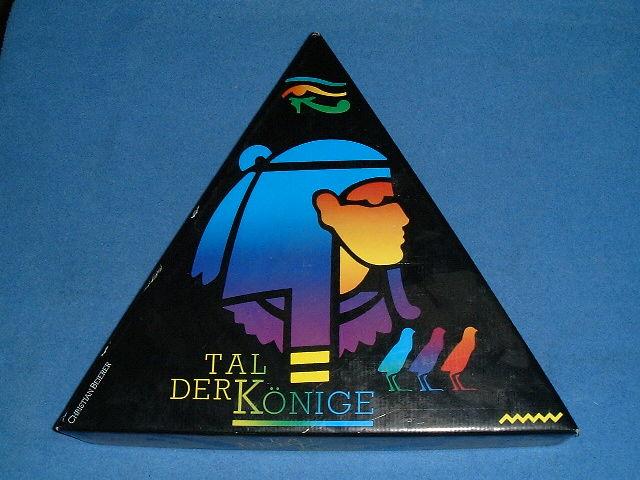 TAL
DER KÖNIGE
CHRISTIAN BEIERER